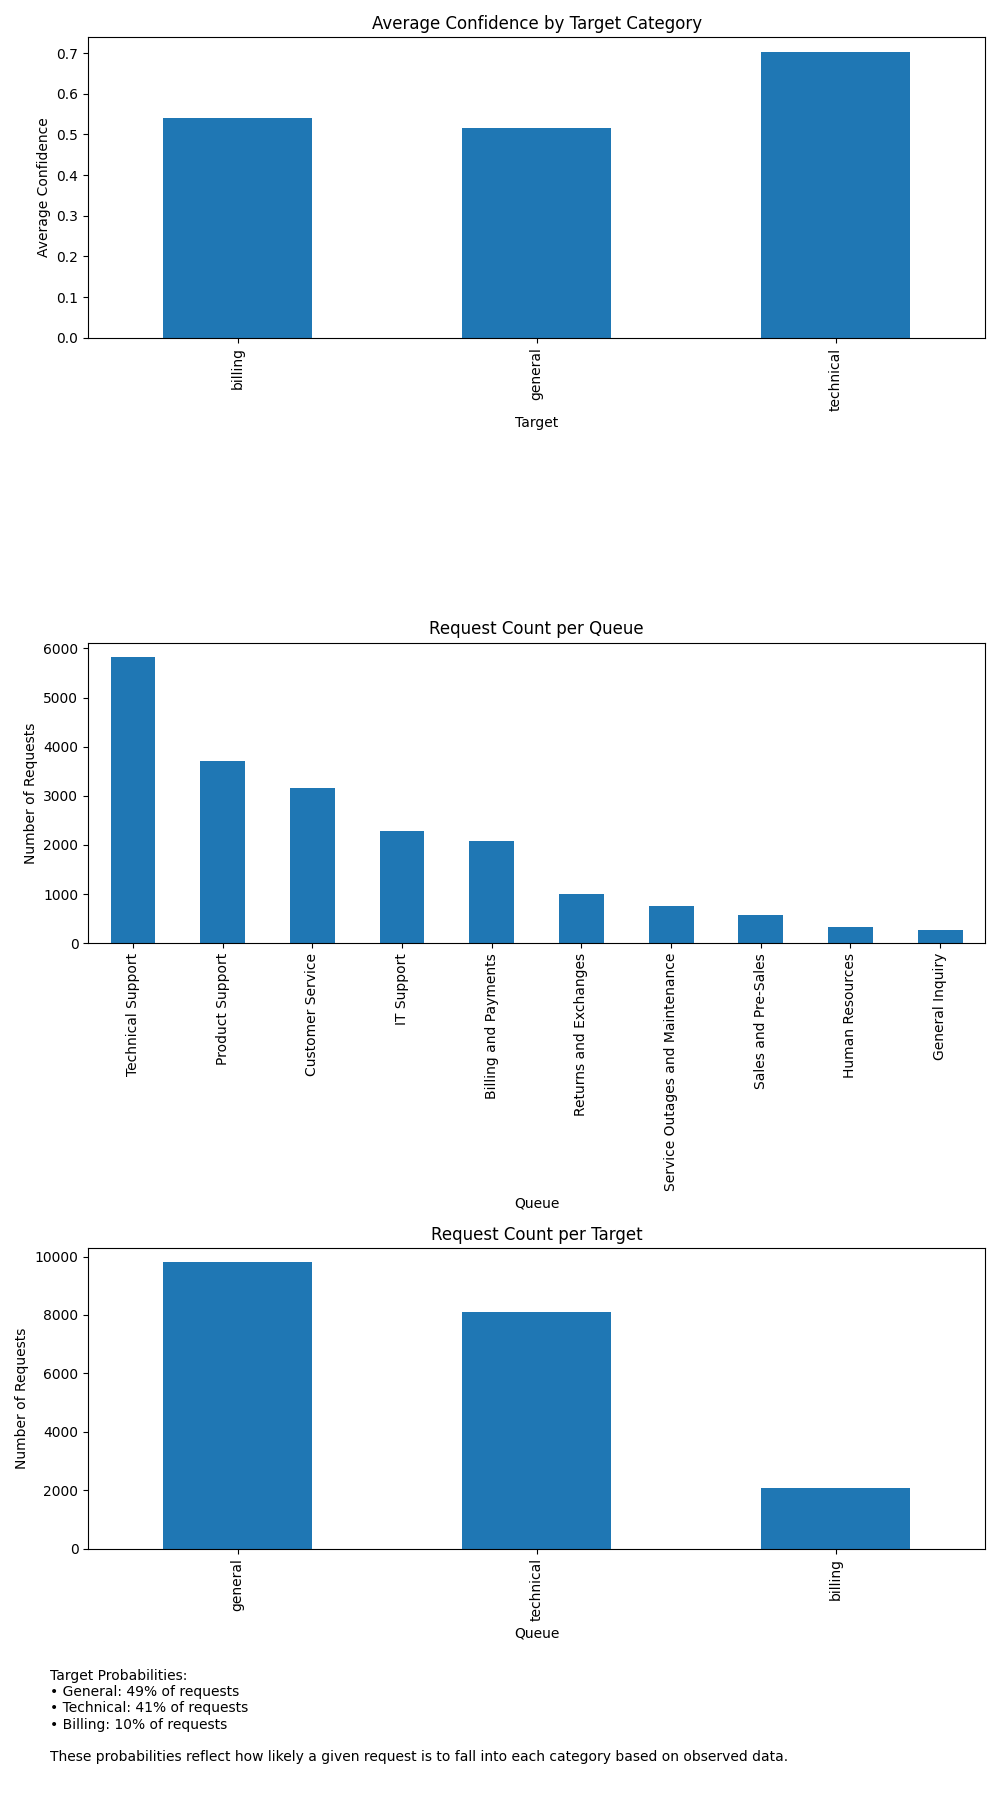 Average Confidence by Target Category
0.7
0.6
0.5
0.4
0.3
0.2
0.1
0.0
Average Confidence
billing
general
technical
Target
Request Count per Queue
6000
5000
4000
3000
2000
1000
0
Number of Requests
Technical Support
Product Support
Customer Service
IT Support
Billing and Payments
Returns and Exchanges
Service Outages and Maintenance
Sales and Pre-Sales
Human Resources
General Inquiry
Queue
Request Count per Target
10000
8000
6000
4000
2000
0
Number of Requests
general
technical
billing
Queue
Target Probabilities:
• General: 49% of requests
• Technical: 41% of requests
• Billing: 10% of requests
These probabilities reflect how likely a given request is to fall into each category based on observed data.